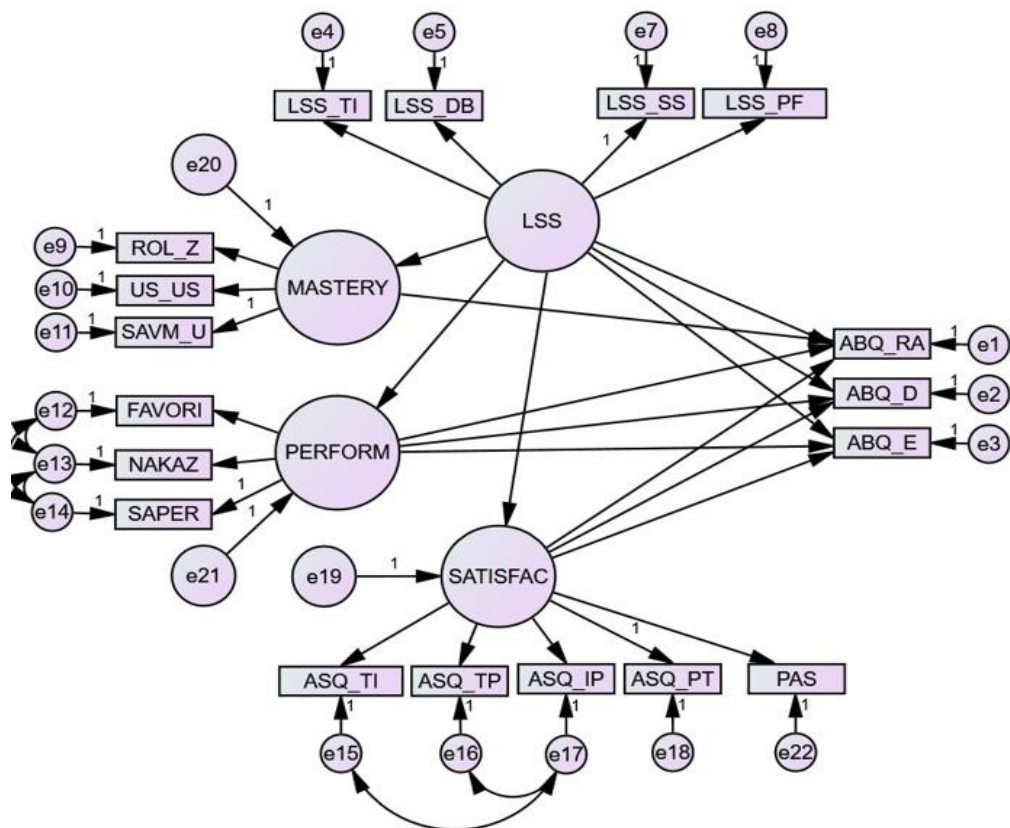 e4
e5
e7
e8
1
1
1
1
LSS_TI
LSS_DB
LSS_SS
LSS_PF
1
e20
1
LSS
e9
1
ROL_Z
e10
1
US_US
MASTERY
e11
1
SAVM_U
1
ABQ_RA
1
e1
ABQ_D
1
e2
ABQ_E
1
e3
e12
1
FAVORI
e13
1
NAKAZ
PERFORM
e14
1
SAPER
1
1
e21
e19
1
SATISFAC
1
ASQ_TI
ASQ_TP
ASQ_IP
ASQ_PT
PAS
1
1
1
1
1
e15
e16
e17
e18
e22